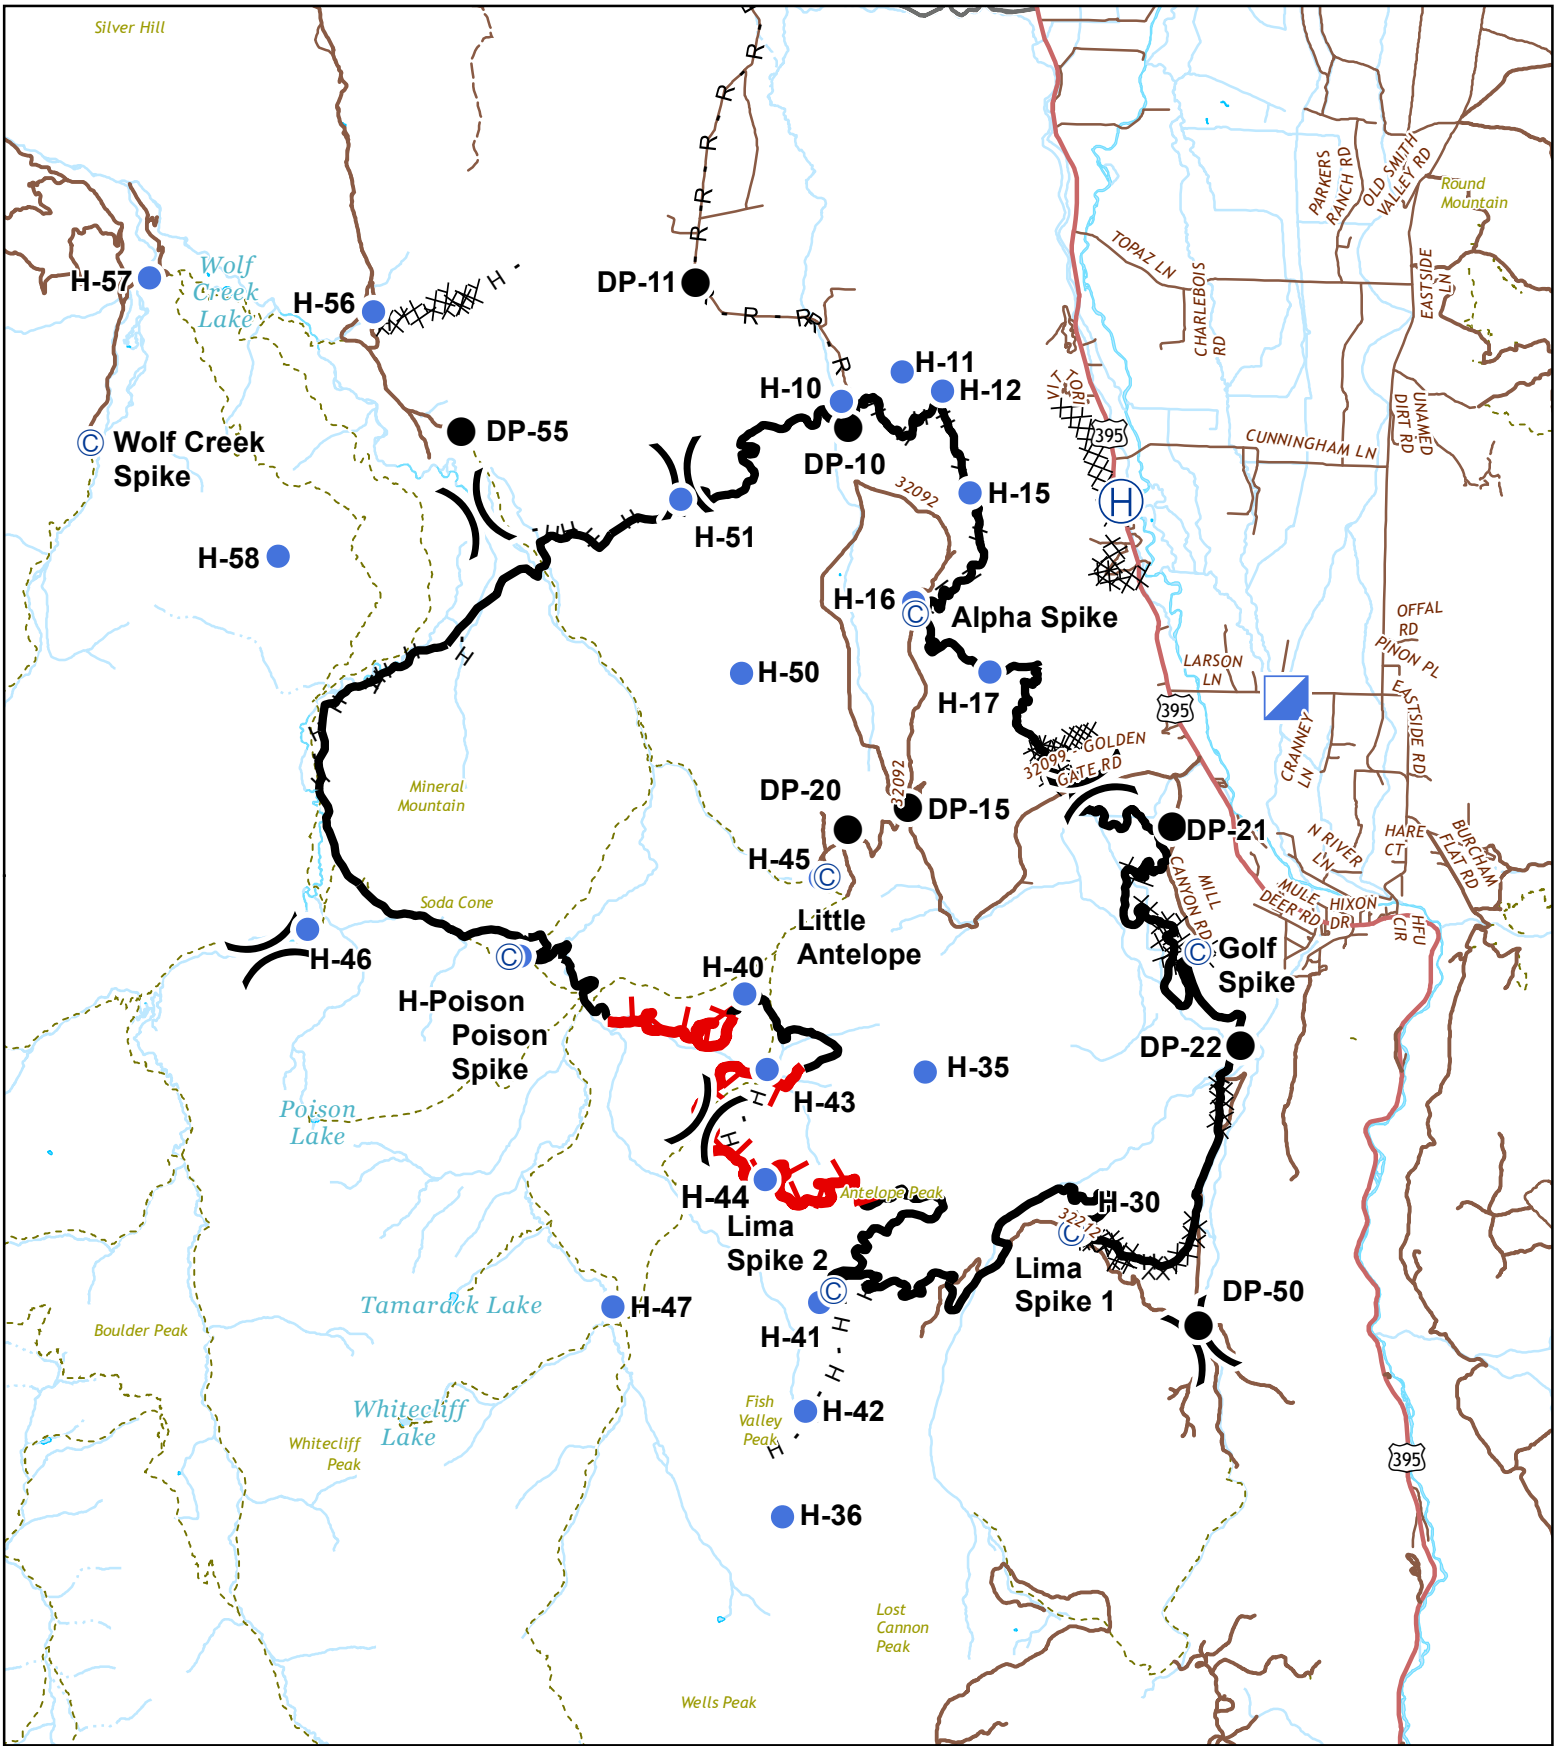 Silver Hill
R
R
R
R
R
PARKERS
RANCH RD
OLD SMITH
VALLEY RD
Round
Mountain
TOPAZ LN
CHARLEBOIS
RD
EASTSIDE
LN
H-57
Wolf
Creek
Lake
H-56
H
DP-11
R
RR
R
H-11
H-10
H-12
VIT
TORI
395
UNAMED
DIRT RD
CUNNINGHAM LN
C
Wolf Creek
Spike
DP-55
DP-10
32092
H-15
H
H-51
H-58
H-16
C
Alpha Spike
OFFAL
RD
PINON PL
LARSON
LN
EASTSIDE RD
H
H-50
H-17
395
CRANNEY
LN
32099 - GOLDEN
GATE RD
Mineral
Mountain
DP-20
32092
DP-15
DP-21
H-45
C
Little
Antelope
MILL
CANYON RD
N RIVER
LN
HARE
CT
BURCHAM
FLAT RD
MULE
DEER RD
HIXON
DR
HFU
CIR
Soda Cone
H-46
C
H-Poison
Poison
Spike
H-40
C
Golf
Spike
DP-22
H-35
H-43
H
H
Poison
Lake
H-44
Lima
Spike 2
Antelope Peak
H-30
32212
C
Lima
Spike 1
C
H
H-41
H
H
DP-50
Tamarack Lake
H-47
Boulder Peak
Whitecliff
Lake
Whitecliff
Peak
Fish
Valley
Peak
H-42
H
395
H-36
Lost
Cannon
Peak
Wells Peak